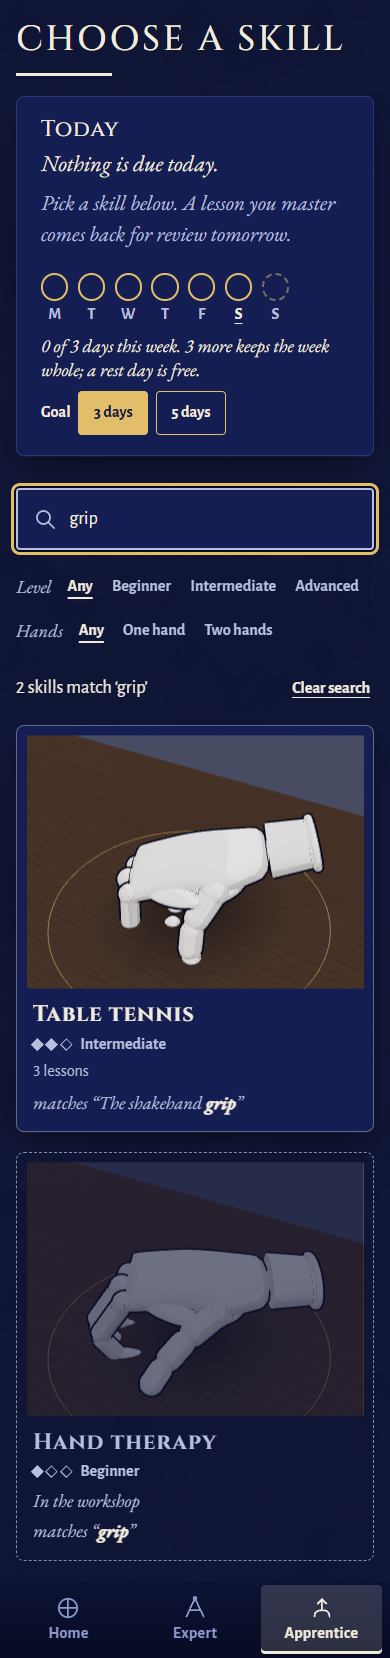 CHOOSE A SKILL
TODAY
Nothing is due today.
Pick a skill below. A lesson you master
comes back for review tomorrow.
M T W T F S S
0 of 3 days this week. 3 more keeps the week
whole; a rest day is free.
Goal 3 days 5 days
grip
Level Any Beginner Intermediate Advanced
Hands Any One hand Two hands
2 skills match ‘grip’ Clear search
TABLE TENNIS
Intermediate
3 lessons
matches “The shakehand grip”
HAND THERAPY
Beginner
In the workshop
matches “grip”
Home Expert Apprentice